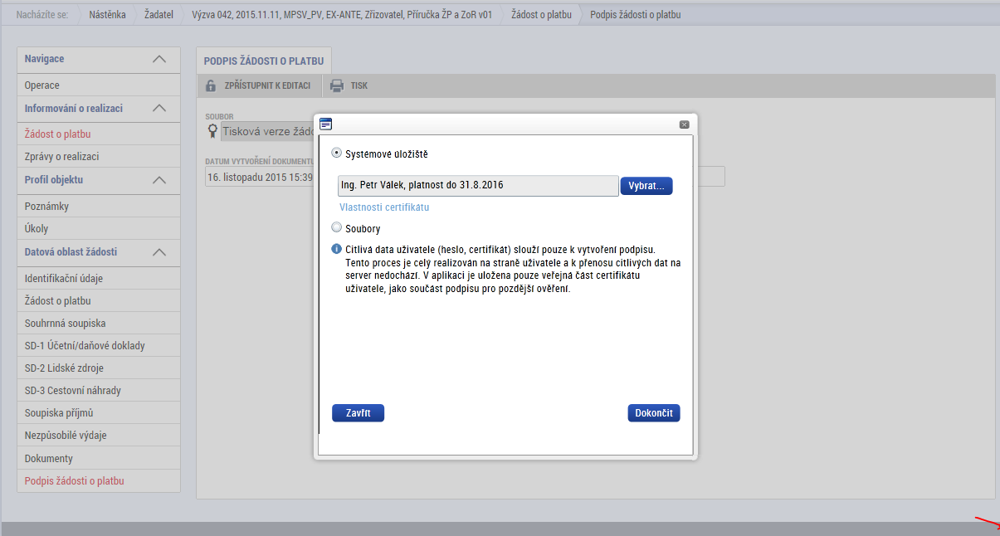 Nacházíte se: Nástěnka Žadatel Výzva 042, 2015.11.11, MPSV_PV, EX-ANTE, Zřizovatel, Příručka ŽP a ZoR v01 Žádost o platbu Podpis žádosti o platbu
Navigace
Operace
Informování o realizaci
Žádost o platbu
Zprávy o realizaci
Profil objektu
Poznámky
Úkoly
Datová oblast žádosti
Identifikační údaje
Žádost o platbu
Souhrnná soupiska
SD-1 Účetní/daňové doklady
SD-2 Lidské zdroje
SD-3 Cestovní náhrady
Soupiska příjmů
Nezpůsobilé výdaje
Dokumenty
Podpis žádosti o platbu
PODPIS ŽÁDOSTI O PLATBU
ZPŘÍSTUPNIT K EDITACI TISK
SOUBOR
Tisková verze žádo
DATUM VYTVOŘENÍ DOKUMENTU
16. listopadu 2015 15:39
Systémové úložiště
Ing. Petr Válek, platnost do 31.8.2016 Vybrat...
Vlastnosti certifikátu
Soubory
Citlivá data uživatele (heslo, certifikát) slouží pouze k vytvoření podpisu.
Tento proces je celý realizován na straně uživatele a k přenosu citlivých dat na
server nedochází. V aplikaci je uložena pouze veřejná část certifikátu
uživatele, jako součást podpisu pro pozdější ověření.
Zavřít Dokončit